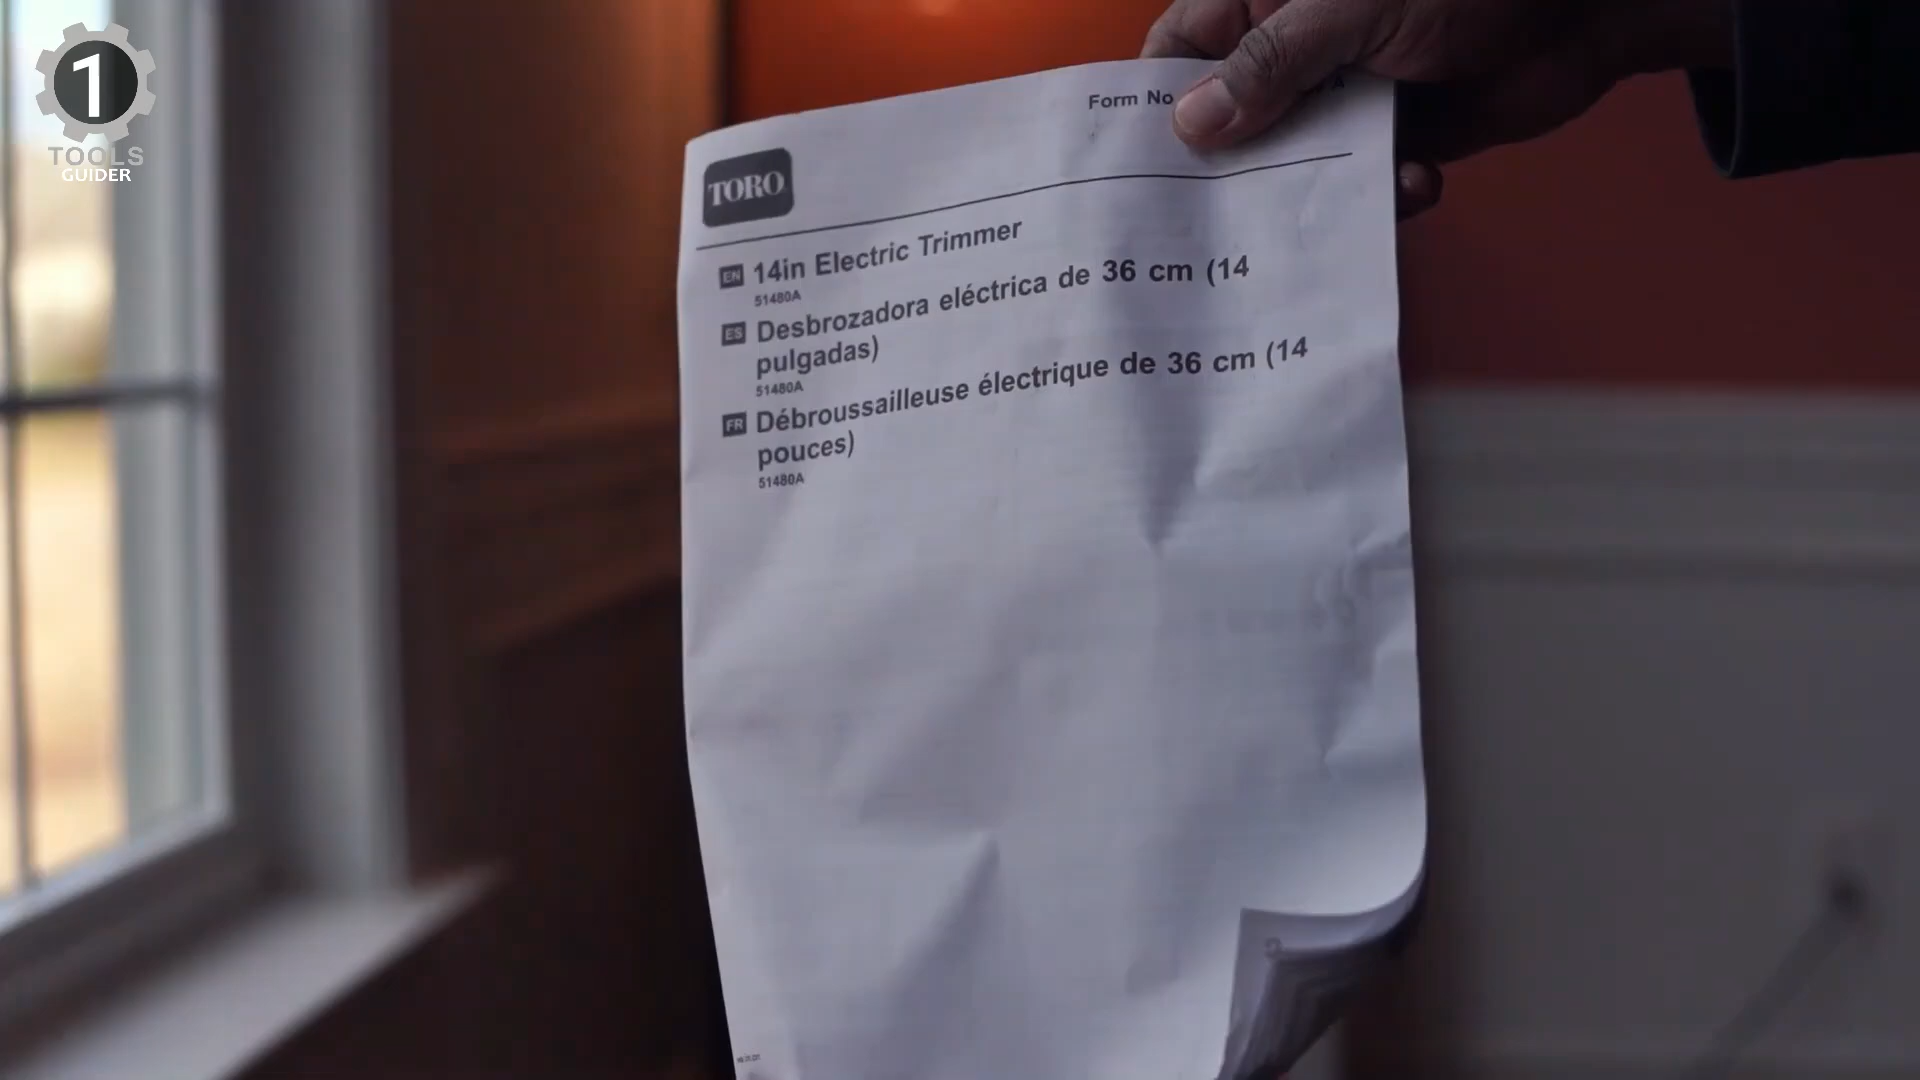 1
TOOLS
GUIDER
Form No
TORO
EN 14in Electric Trimmer
51480A
ES Desbrozadora eléctrica de 36 cm (14
pulgadas)
51480A
FR Débroussailleuse électrique de 36 cm (14
pouces)
51480A